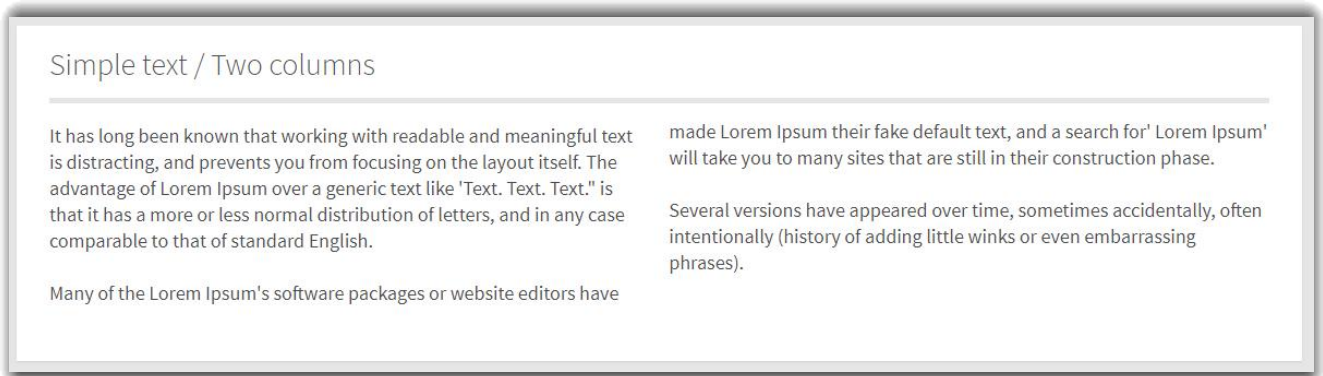 Simple text / Two columns
It has long been known that working with readable and meaningful text
is distracting, and prevents you from focusing on the layout itself. The
advantage of Lorem Ipsum over a generic text like 'Text. Text. Text." is
that it has a more or less normal distribution of letters, and in any case
comparable to that of standard English.
Many of the Lorem Ipsum's software packages or website editors have
made Lorem Ipsum their fake default text, and a search for' Lorem Ipsum'
will take you to many sites that are still in their construction phase.
Several versions have appeared over time, sometimes accidentally, often
intentionally (history of adding little winks or even embarrassing
phrases).